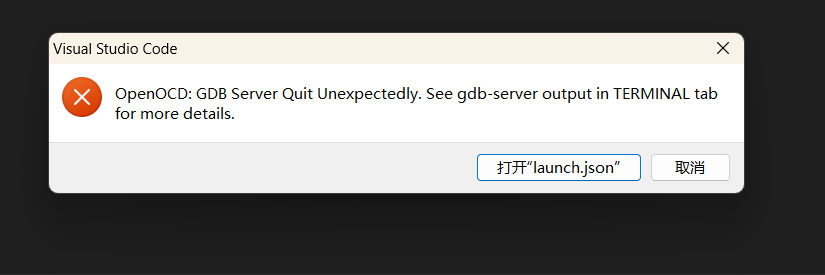 Visual Studio Code
OpenOCD: GDB Server Quit Unexpectedly. See gdb-server output in TERMINAL tab
for more details.
打开“launch.json”
取消